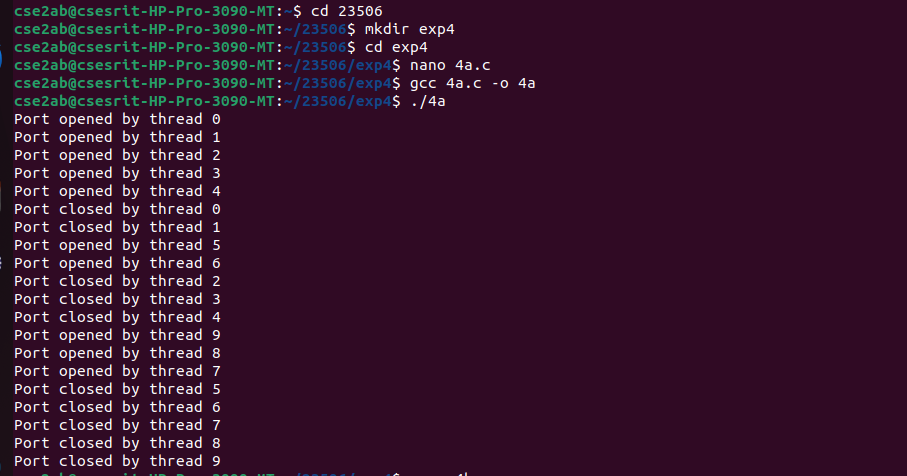 cse2ab@csesrit-HP-Pro-3090-MT:~$ cd 23506
cse2ab@csesrit-HP-Pro-3090-MT:~/23506$ mkdir exp4
cse2ab@csesrit-HP-Pro-3090-MT:~/23506$ cd exp4
cse2ab@csesrit-HP-Pro-3090-MT:~/23506/exp4$ nano 4a.c
cse2ab@csesrit-HP-Pro-3090-MT:~/23506/exp4$ gcc 4a.c -o 4a
cse2ab@csesrit-HP-Pro-3090-MT:~/23506/exp4$ ./4a
Port opened by thread 0
Port opened by thread 1
Port opened by thread 2
Port opened by thread 3
Port opened by thread 4
Port closed by thread 0
Port closed by thread 1
Port opened by thread 5
Port opened by thread 6
Port closed by thread 2
Port closed by thread 3
Port closed by thread 4
Port opened by thread 9
Port opened by thread 8
Port opened by thread 7
Port closed by thread 5
Port closed by thread 6
Port closed by thread 7
Port closed by thread 8
Port closed by thread 9